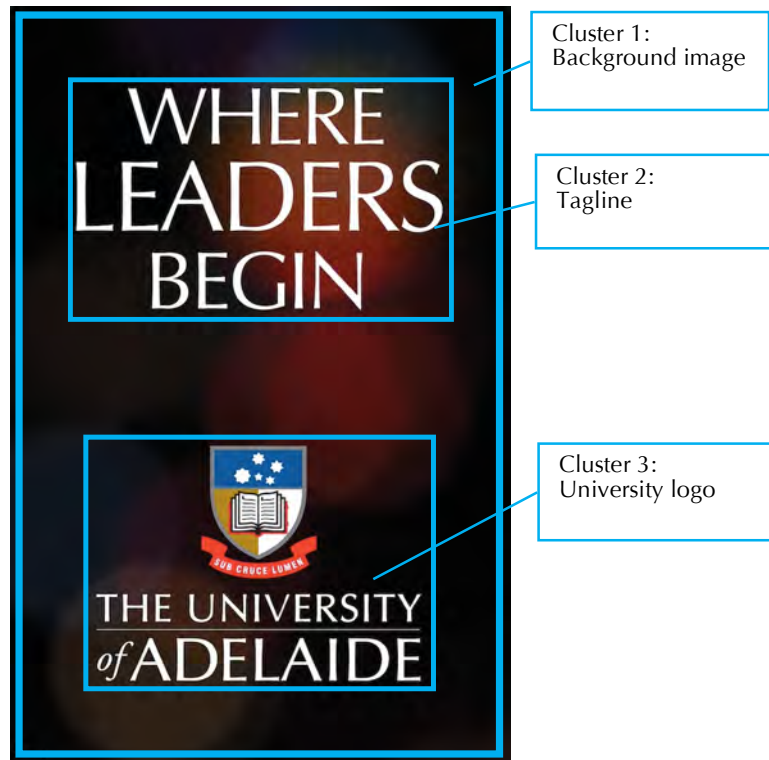 WHERE
LEADERS
BEGIN
SUB CRUCE LUMEN
THE UNIVERSITY
of ADELAIDE
Cluster 1:
Background image
Cluster 2:
Tagline
Cluster 3:
University logo